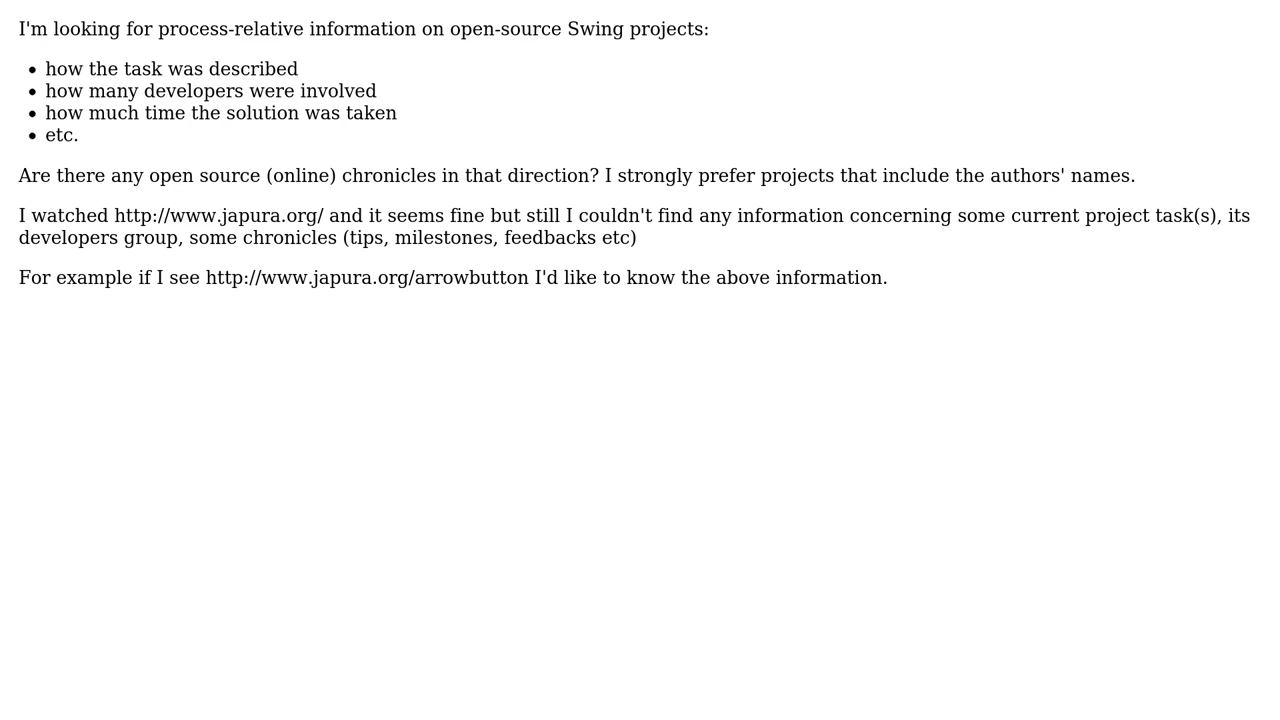 I'm looking for process-relative information on open-source Swing projects:
• how the task was described
• how many developers were involved
• how much time the solution was taken
• etc.
Are there any open source (online) chronicles in that direction? I strongly prefer projects that include the authors' names.
I watched http://www.japura.org/ and it seems fine but still I couldn't find any information concerning some current project task(s), its
developers group, some chronicles (tips, milestones, feedbacks etc)
For example if I see http://www.japura.org/arrowbutton I'd like to know the above information.